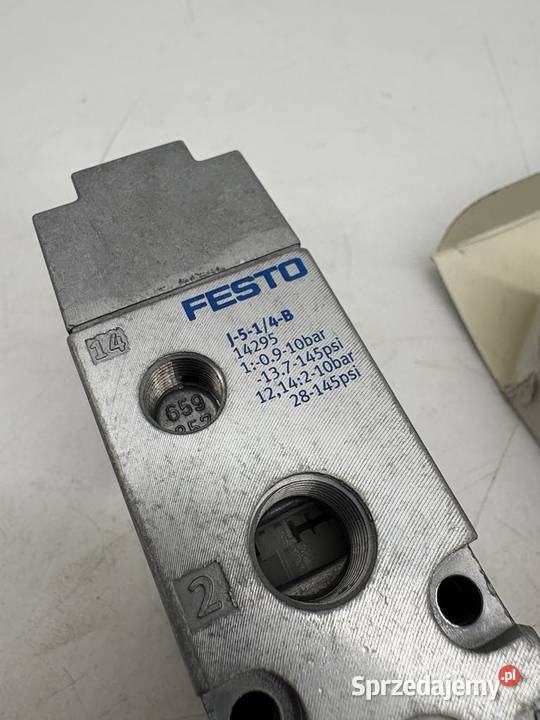 FESTO
J-5-1/4-B
14295
1:-0.9-10bar
-13.7-145psi
12,14:2-10bar
28-145psi
14
659
2
Sprzedajemy.pl